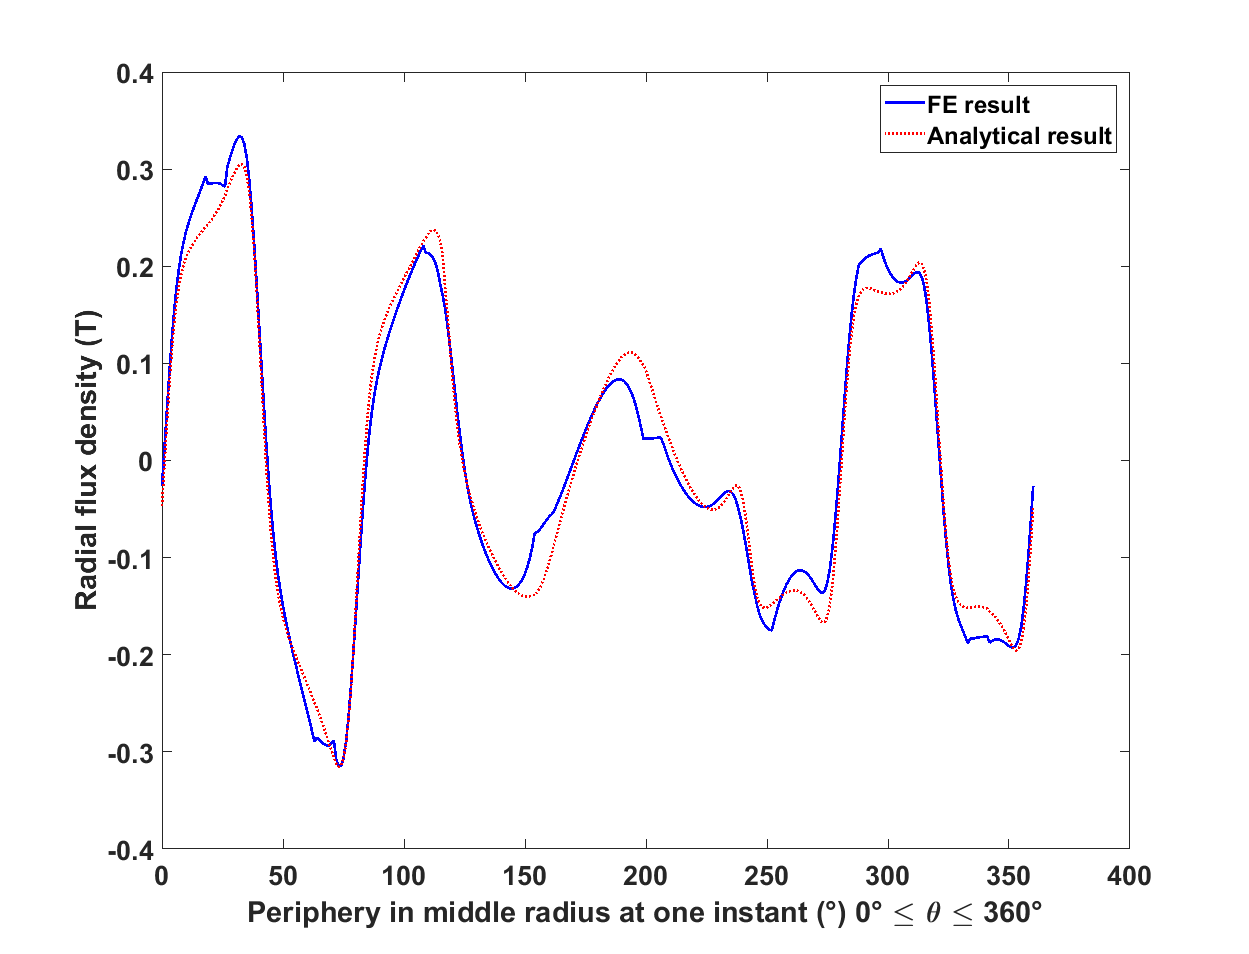 0.4
0.3
0.2
0.1
0
-0.1
-0.2
-0.3
-0.4
Radial flux density (T)
FE result
Analytical result
0 50 100 150 200 250 300 350 400
Periphery in middle radius at one instant (°) 0° ≤ θ ≤ 360°